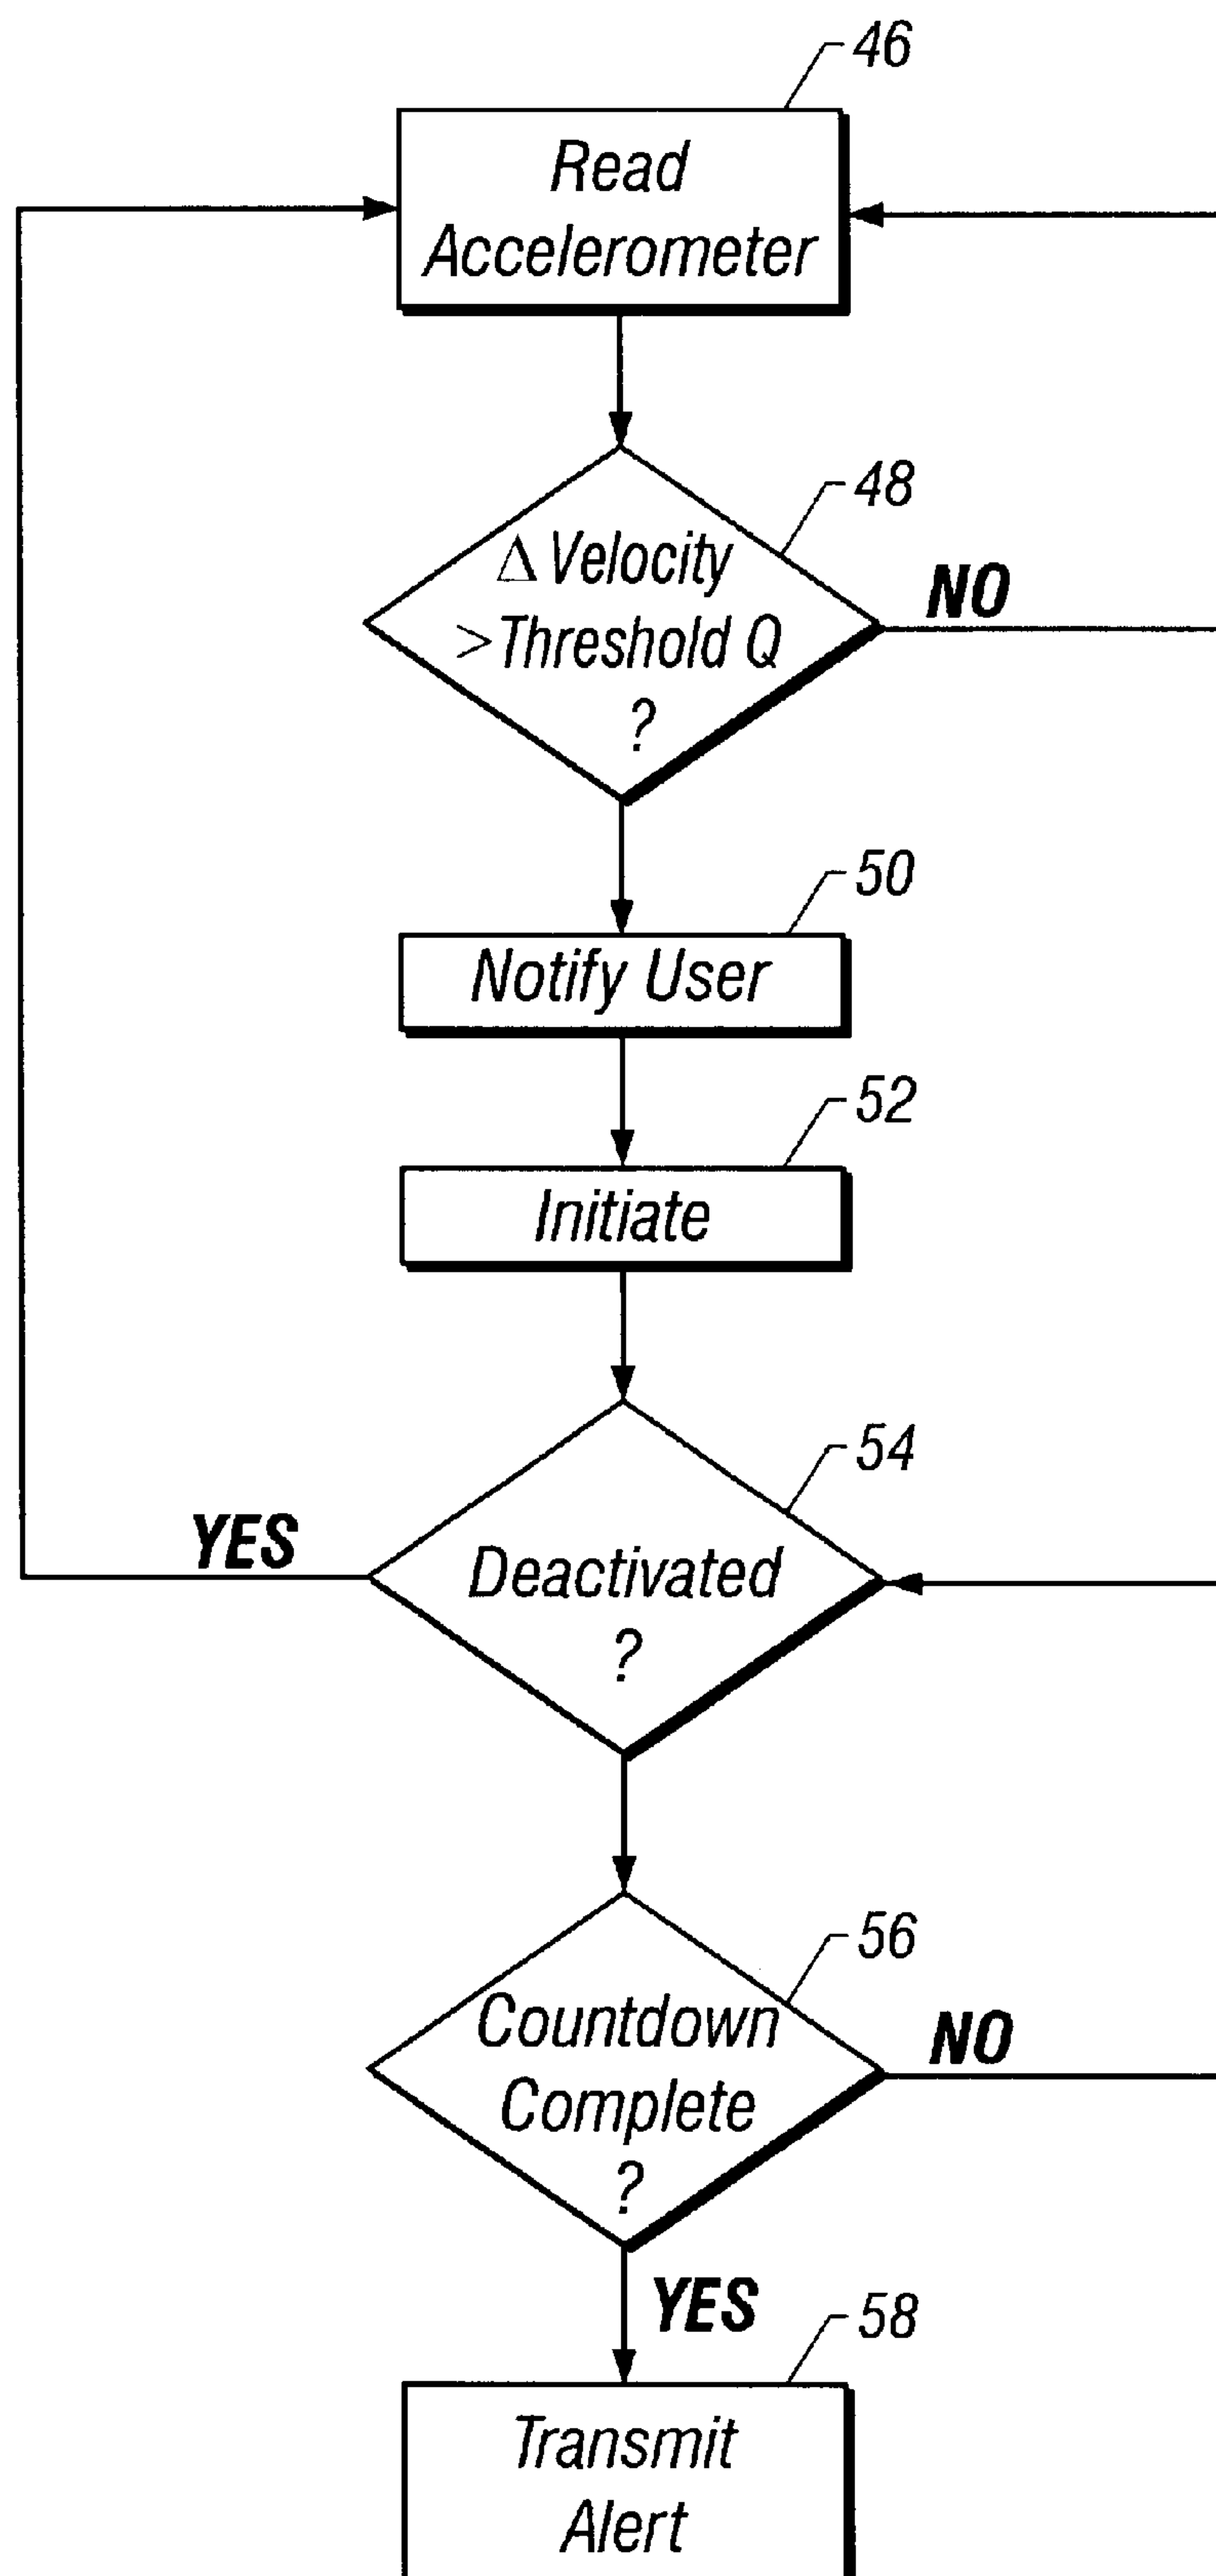 46
Read
Accelerometer
48
Δ Velocity
>Threshold Q
?
NO
50
Notify User
52
Initiate
54
YES
Deactivated
?
56
Countdown
Complete
?
NO
YES
58
Transmit
Alert